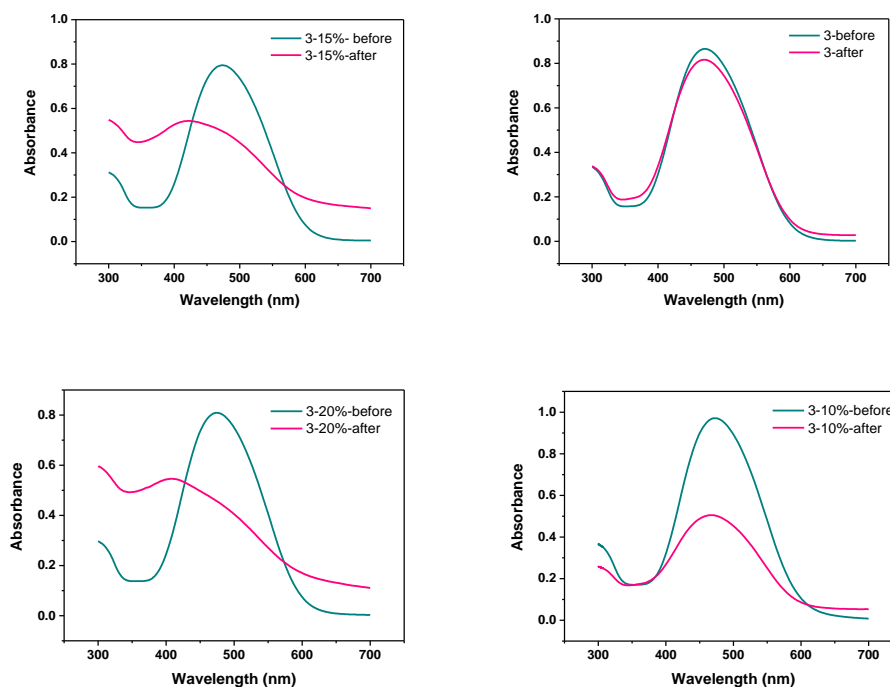 1.0
0.8
0.6
0.4
0.2
0.0
Absorbance
3-15%- before
3-15%-after
300 400 500 600 700
Wavelength (nm)
1.0
0.8
0.6
0.4
0.2
0.0
Absorbance
3-before
3-after
300 400 500 600 700
Wavelength (nm)
0.8
0.6
0.4
0.2
0.0
Absorbance
3-20%-before
3-20%-after
300 400 500 600 700
Wavelength (nm)
1.0
0.8
0.6
0.4
0.2
0.0
Absorbance
3-10%-before
3-10%-after
300 400 500 600 700
Wavelength (nm)